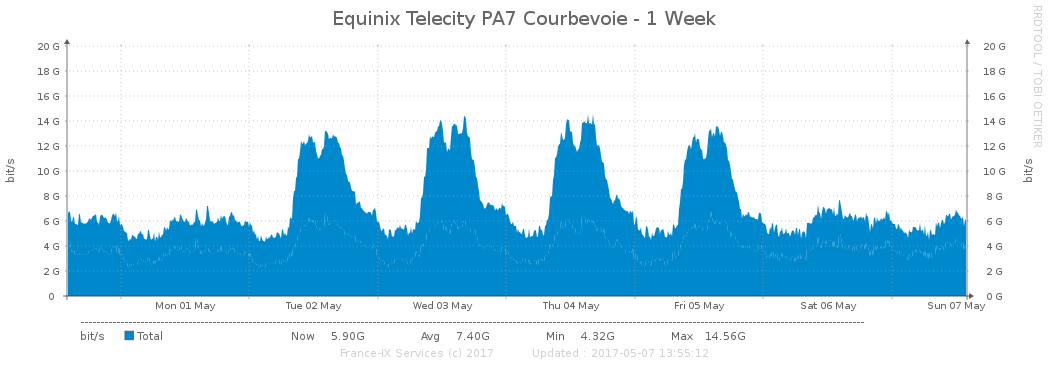 Equinix Telecity PA7 Courbevoie - 1 Week
RRDTOOL / TOBI OETIKER
bit/s
20 G 20 G
18 G 18 G
16 G 16 G
14 G 14 G
12 G 12 G
10 G 10 G
8 G 8 G
6 G 6 G
4 G 4 G
2 G 2 G
0 0 G
bit/s
Mon 01 May Tue 02 May Wed 03 May Thu 04 May Fri 05 May Sat 06 May Sun 07 May
bit/s Total Now 5.90G Avg 7.40G Min 4.32G Max 14.56G
France-IX Services (c) 2017 Updated : 2017-05-07 13:55:12